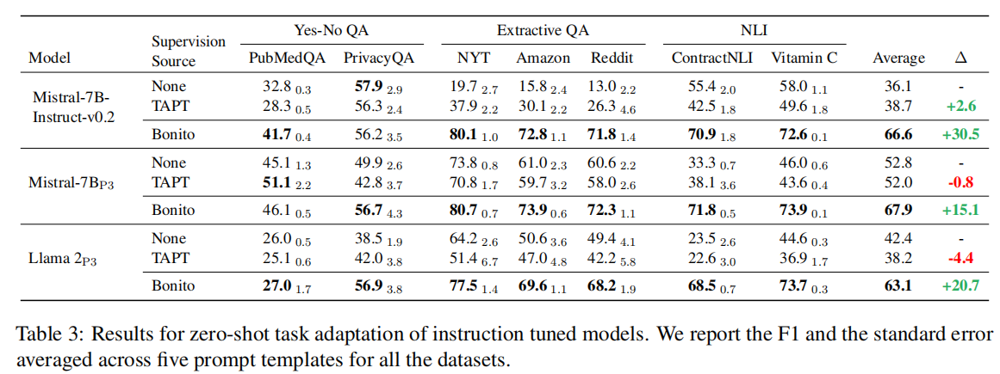 Yes-No QA Extractive QA NLI
Model Supervision Source PubMedQA PrivacyQA NYT Amazon Reddit ContractNLI Vitamin C Average Δ
Mistral-7B-Instruct-v0.2
None 32.8 0.3 57.9 2.9 19.7 2.7 15.8 2.4 13.0 2.2 55.4 2.0 58.0 1.1 36.1 -
TAPT 28.3 0.5 56.3 2.4 37.9 2.2 30.1 2.2 26.3 4.6 42.5 1.8 49.6 1.8 38.7 +2.6
Bonito 41.7 0.4 56.2 3.5 80.1 1.0 72.8 1.1 71.8 1.4 70.9 1.8 72.6 0.1 66.6 +30.5
Mistral-7BP3
None 45.1 1.3 49.9 2.6 73.8 0.8 61.0 2.3 60.6 2.2 33.3 0.7 46.0 0.6 52.8 -
TAPT 51.1 2.2 42.8 3.7 70.8 1.7 59.7 3.2 58.0 2.6 38.1 3.6 43.6 0.4 52.0 -0.8
Bonito 46.1 0.5 56.7 4.3 80.7 0.7 73.9 0.6 72.3 1.1 71.8 0.5 73.9 0.1 67.9 +15.1
Llama 2P3
None 26.0 0.5 38.5 1.9 64.2 2.6 50.6 3.6 49.4 4.1 23.5 2.6 44.6 0.3 42.4 -
TAPT 25.1 0.6 42.0 3.8 51.4 6.7 47.0 4.8 42.2 5.8 22.6 3.0 36.9 1.7 38.2 -4.4
Bonito 27.0 1.7 56.9 3.8 77.5 1.4 69.6 1.1 68.2 1.9 68.5 0.7 73.7 0.3 63.1 +20.7
Table 3: Results for zero-shot task adaptation of instruction tuned models. We report the F1 and the standard error
averaged across five prompt templates for all the datasets.